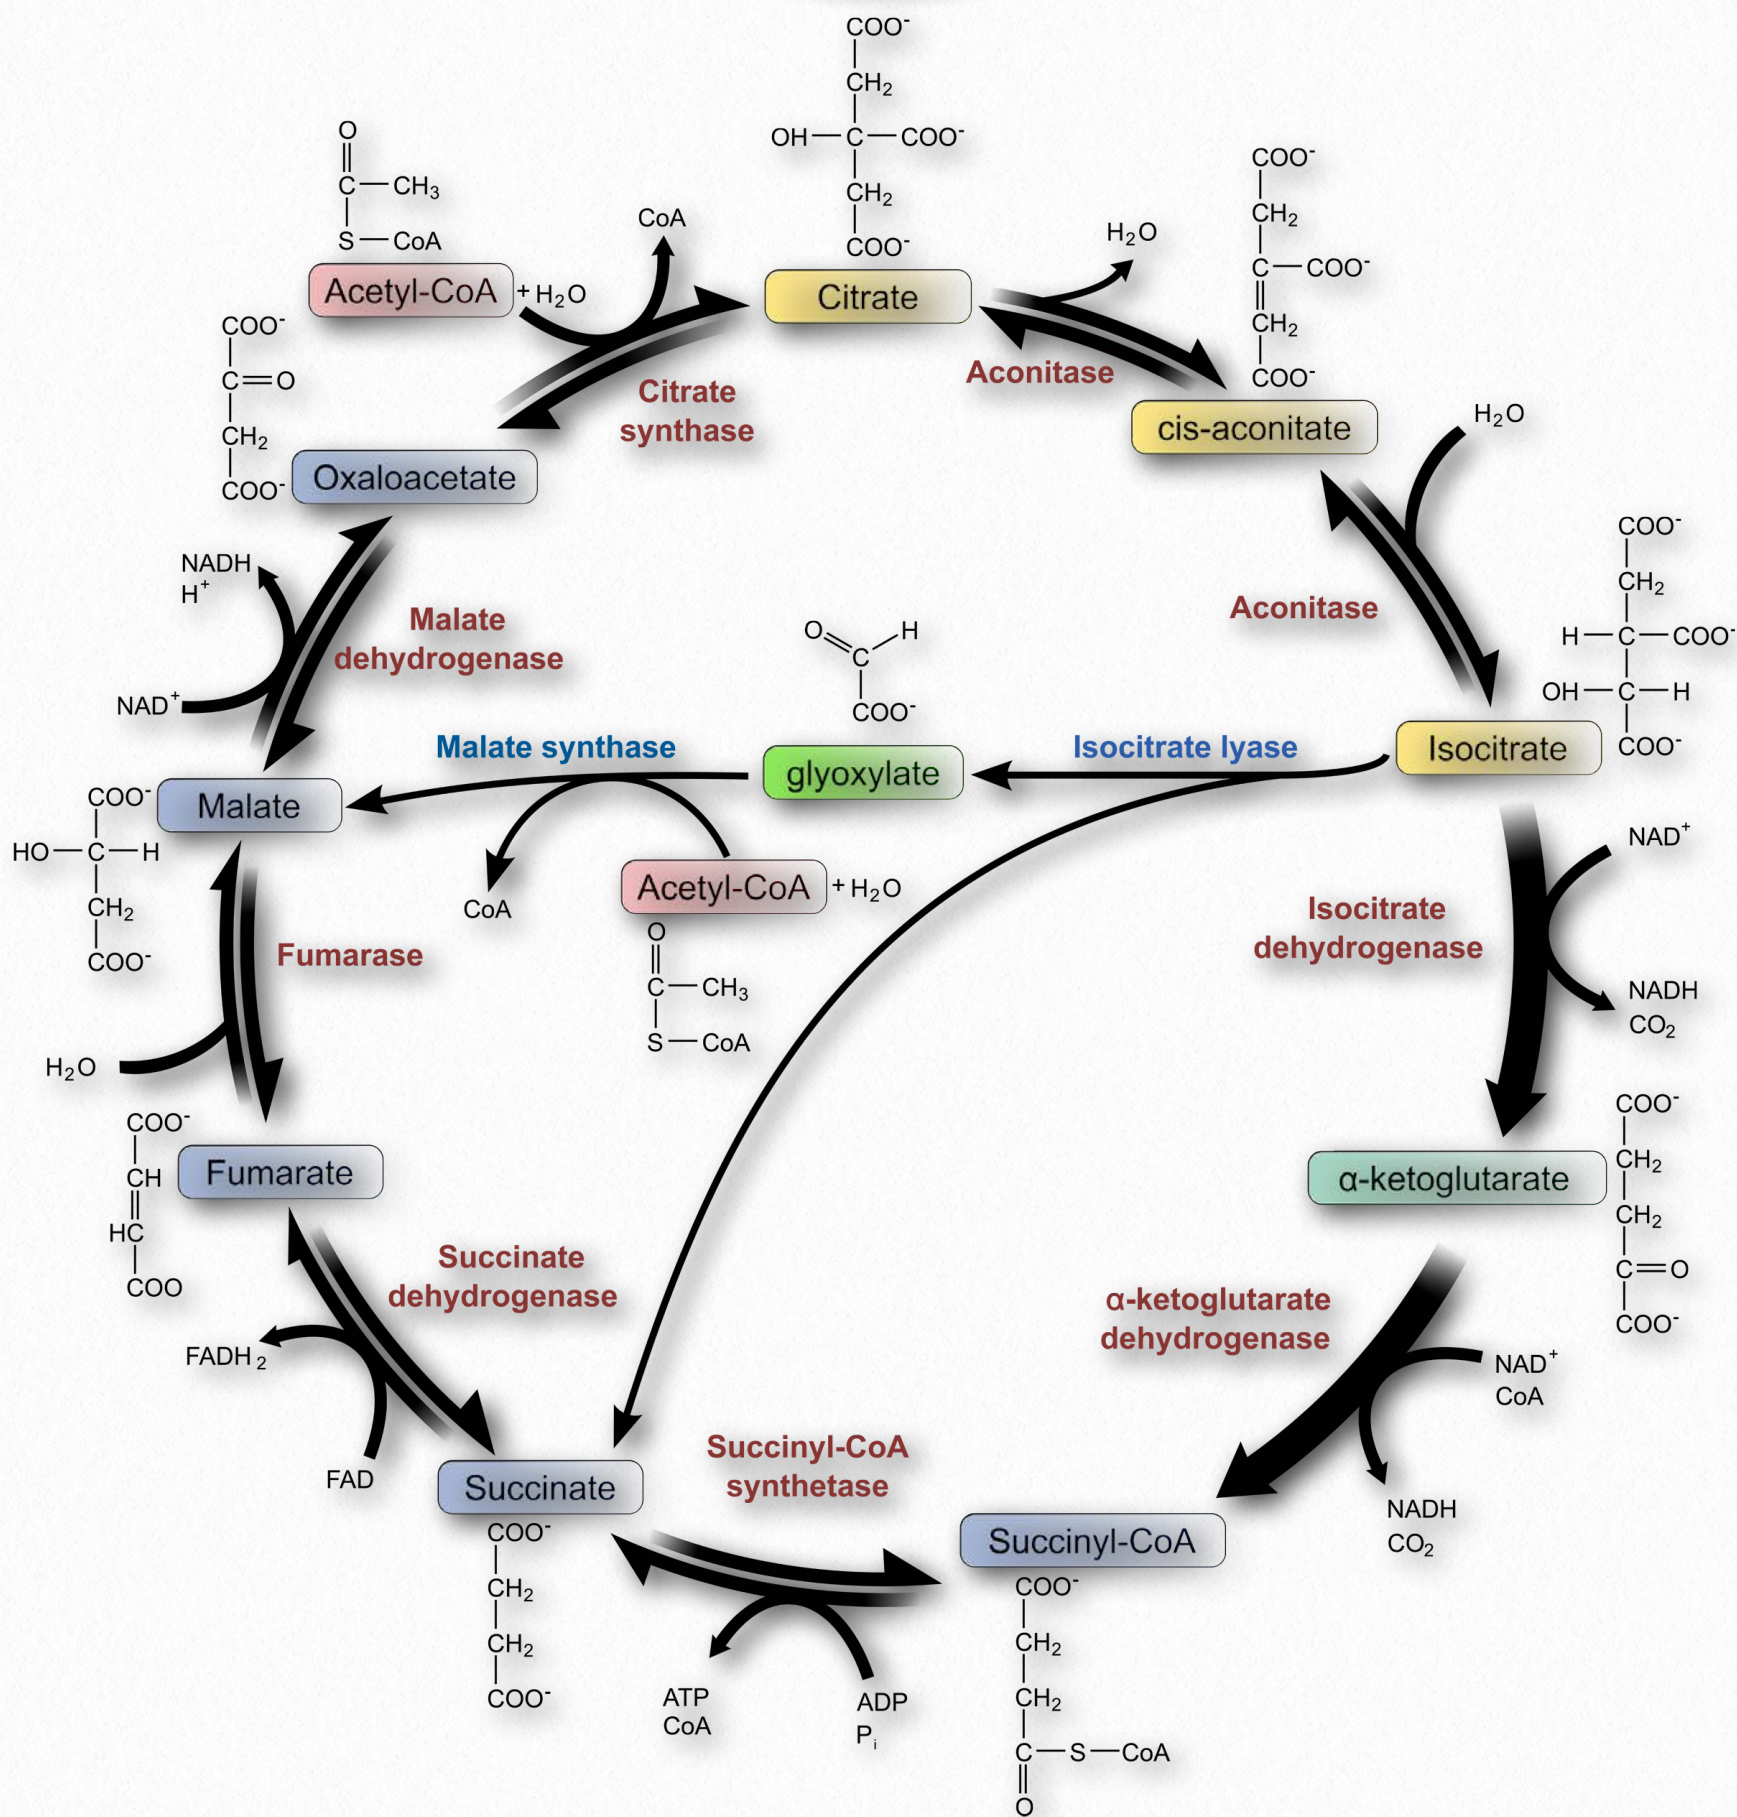 COO⁻
CH₂
OH—C—COO⁻
CH₂
COO⁻
Citrate
O
C—CH₃
S—CoA
Acetyl-CoA + H₂O
CoA
Citrate
synthase
H₂O
Aconitase
COO⁻
CH₂
C—COO⁻
CH₂
COO⁻
cis-aconitate
H₂O
Aconitase
COO⁻
CH₂
H—C—COO⁻
OH—C—H
COO⁻
Isocitrate
NAD⁺
Isocitrate
dehydrogenase
NADH
CO₂
COO⁻
CH₂
CH₂
C=O
COO⁻
α-ketoglutarate
α-ketoglutarate
dehydrogenase
NAD⁺
CoA
NADH
CO₂
Succinyl-CoA
COO⁻
CH₂
CH₂
C—S—CoA
O
Succinyl-CoA
synthetase
ADP
Pᵢ
ATP
CoA
Succinate
COO⁻
CH₂
CH₂
COO⁻
Succinate
dehydrogenase
FAD
FADH₂
Fumarate
COO⁻
CH
HC
COO
Fumarase
H₂O
Malate
COO⁻
HO—C—H
CH₂
COO⁻
Malate
dehydrogenase
NAD⁺
NADH
H⁺
Oxaloacetate
COO⁻
C=O
CH₂
COO⁻
Isocitrate lyase
O H
C
COO⁻
glyoxylate
Malate synthase
Acetyl-CoA + H₂O
O
C—CH₃
S—CoA
CoA